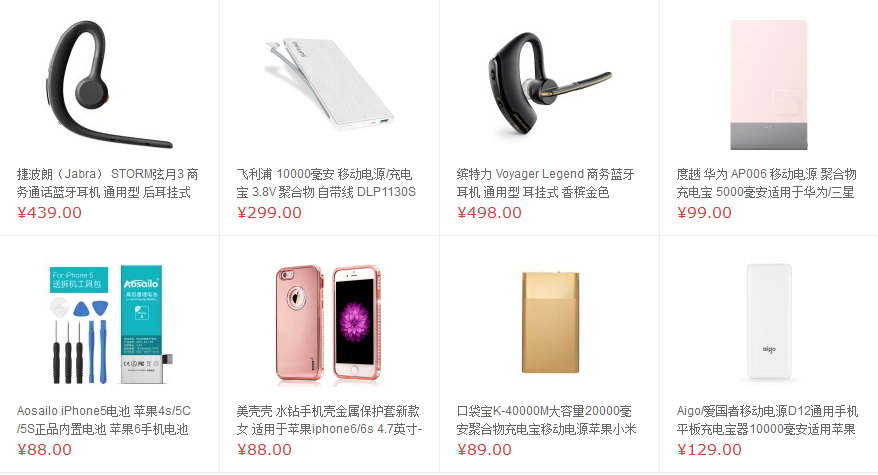 捷波朗（Jabra） STORM弦月3 商
务通话蓝牙耳机 通用型 后耳挂式
¥439.00
PHILIPS
飞利浦 10000毫安 移动电源/充电
宝 3.8V 聚合物 自带线 DLP1130S
¥299.00
缤特力 Voyager Legend 商务蓝牙
耳机 通用型 耳挂式 香槟金色
¥498.00
度越 华为 AP006 移动电源 聚合物
充电宝 5000毫安适用于华为/三星
¥99.00
For iPhone 5
送拆机工具包
Aosailo
Aosailo iPhone5电池 苹果4s/5C
/5S正品内置电池 苹果6手机电池
¥88.00
美壳壳 水钻手机壳金属保护套新款
女 适用于苹果iphone6/6s 4.7英寸-
¥88.00
口袋宝K-40000M大容量20000毫
安聚合物充电宝移动电源苹果小米
¥89.00
aigo
Aigo/爱国者移动电源D12通用手机
平板充电宝器10000毫安适用苹果
¥129.00